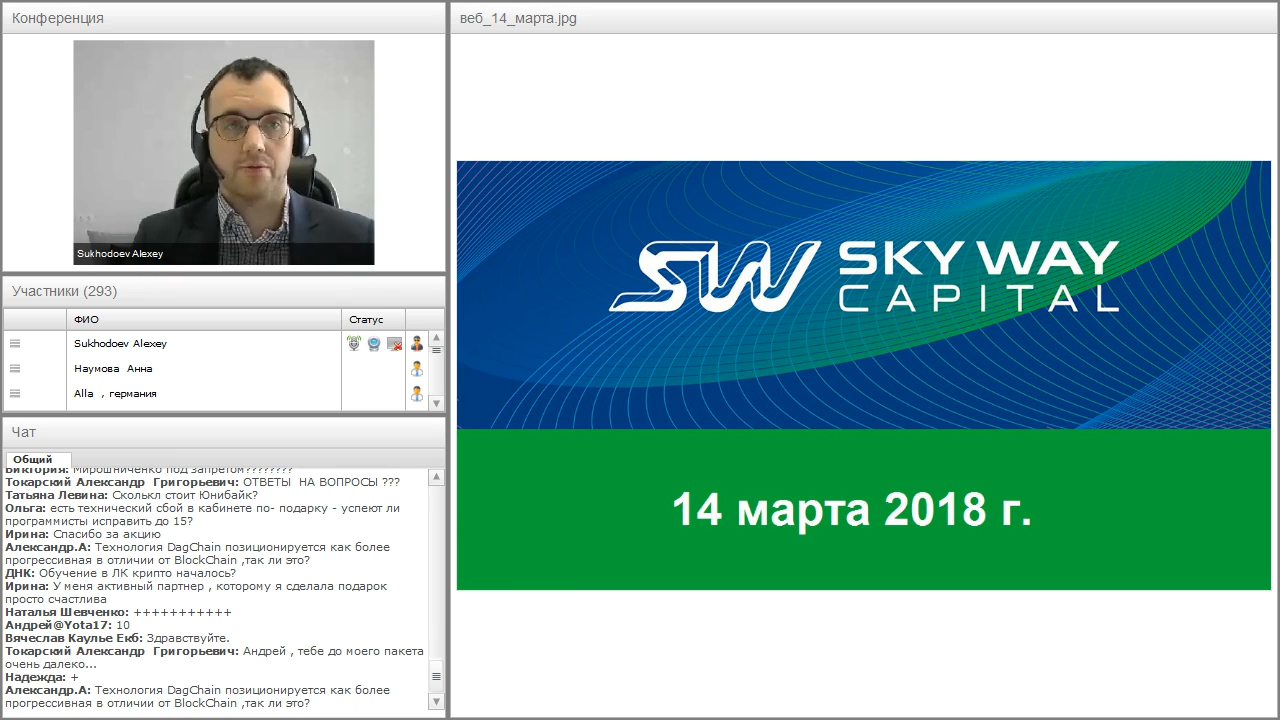 Конференция
Sukhodoev Alexey
Участники (293)
ФИО
Статус
Sukhodoev Alexey
Наумова Анна
Alla , германия
Чат
Общий
Виктория: Мирошниченко под запретом????????
Токарский Александр Григорьевич: ОТВЕТЫ НА ВОПРОСЫ ???
Татьяна Левина: Сколькл стоит Юнибайк?
Ольга: есть технический сбой в кабинете по- подарку - успеют ли
программисты исправить до 15?
Ирина: Спасибо за акцию
Александр.А: Технология DagChain позиционируется как более
прогрессивная в отличии от BlockChain ,так ли это?
ДНК: Обучение в ЛК крипто началось?
Ирина: У меня активный партнер , которому я сделала подарок
просто счастлива
Наталья Шевченко: +++++++++++
Андрей@Yota17: 10
Вячеслав Каулье Екб: Здравствуйте.
Токарский Александр Григорьевич: Андрей , тебе до моего пакета
очень далеко...
Надежда: +
Александр.А: Технология DagChain позиционируется как более
прогрессивная в отличии от BlockChain ,так ли это?
веб_14_марта.jpg
SW SKY WAY
CAPITAL
14 марта 2018 г.